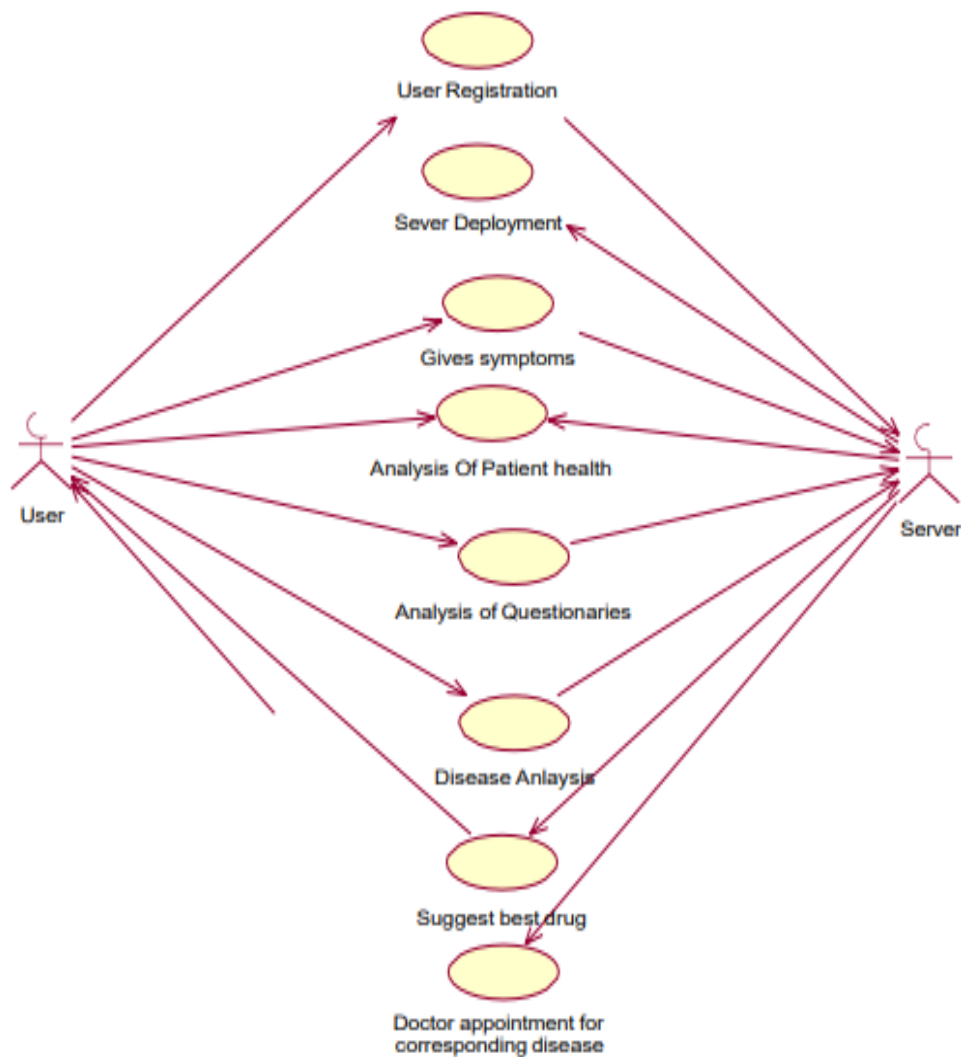 User Registration
Sever Deployment
Gives symptoms
Analysis Of Patient health
User
Server
Analysis of Questionaries
Disease Anlaysis
Suggest best drug
Doctor appointment for
corresponding disease